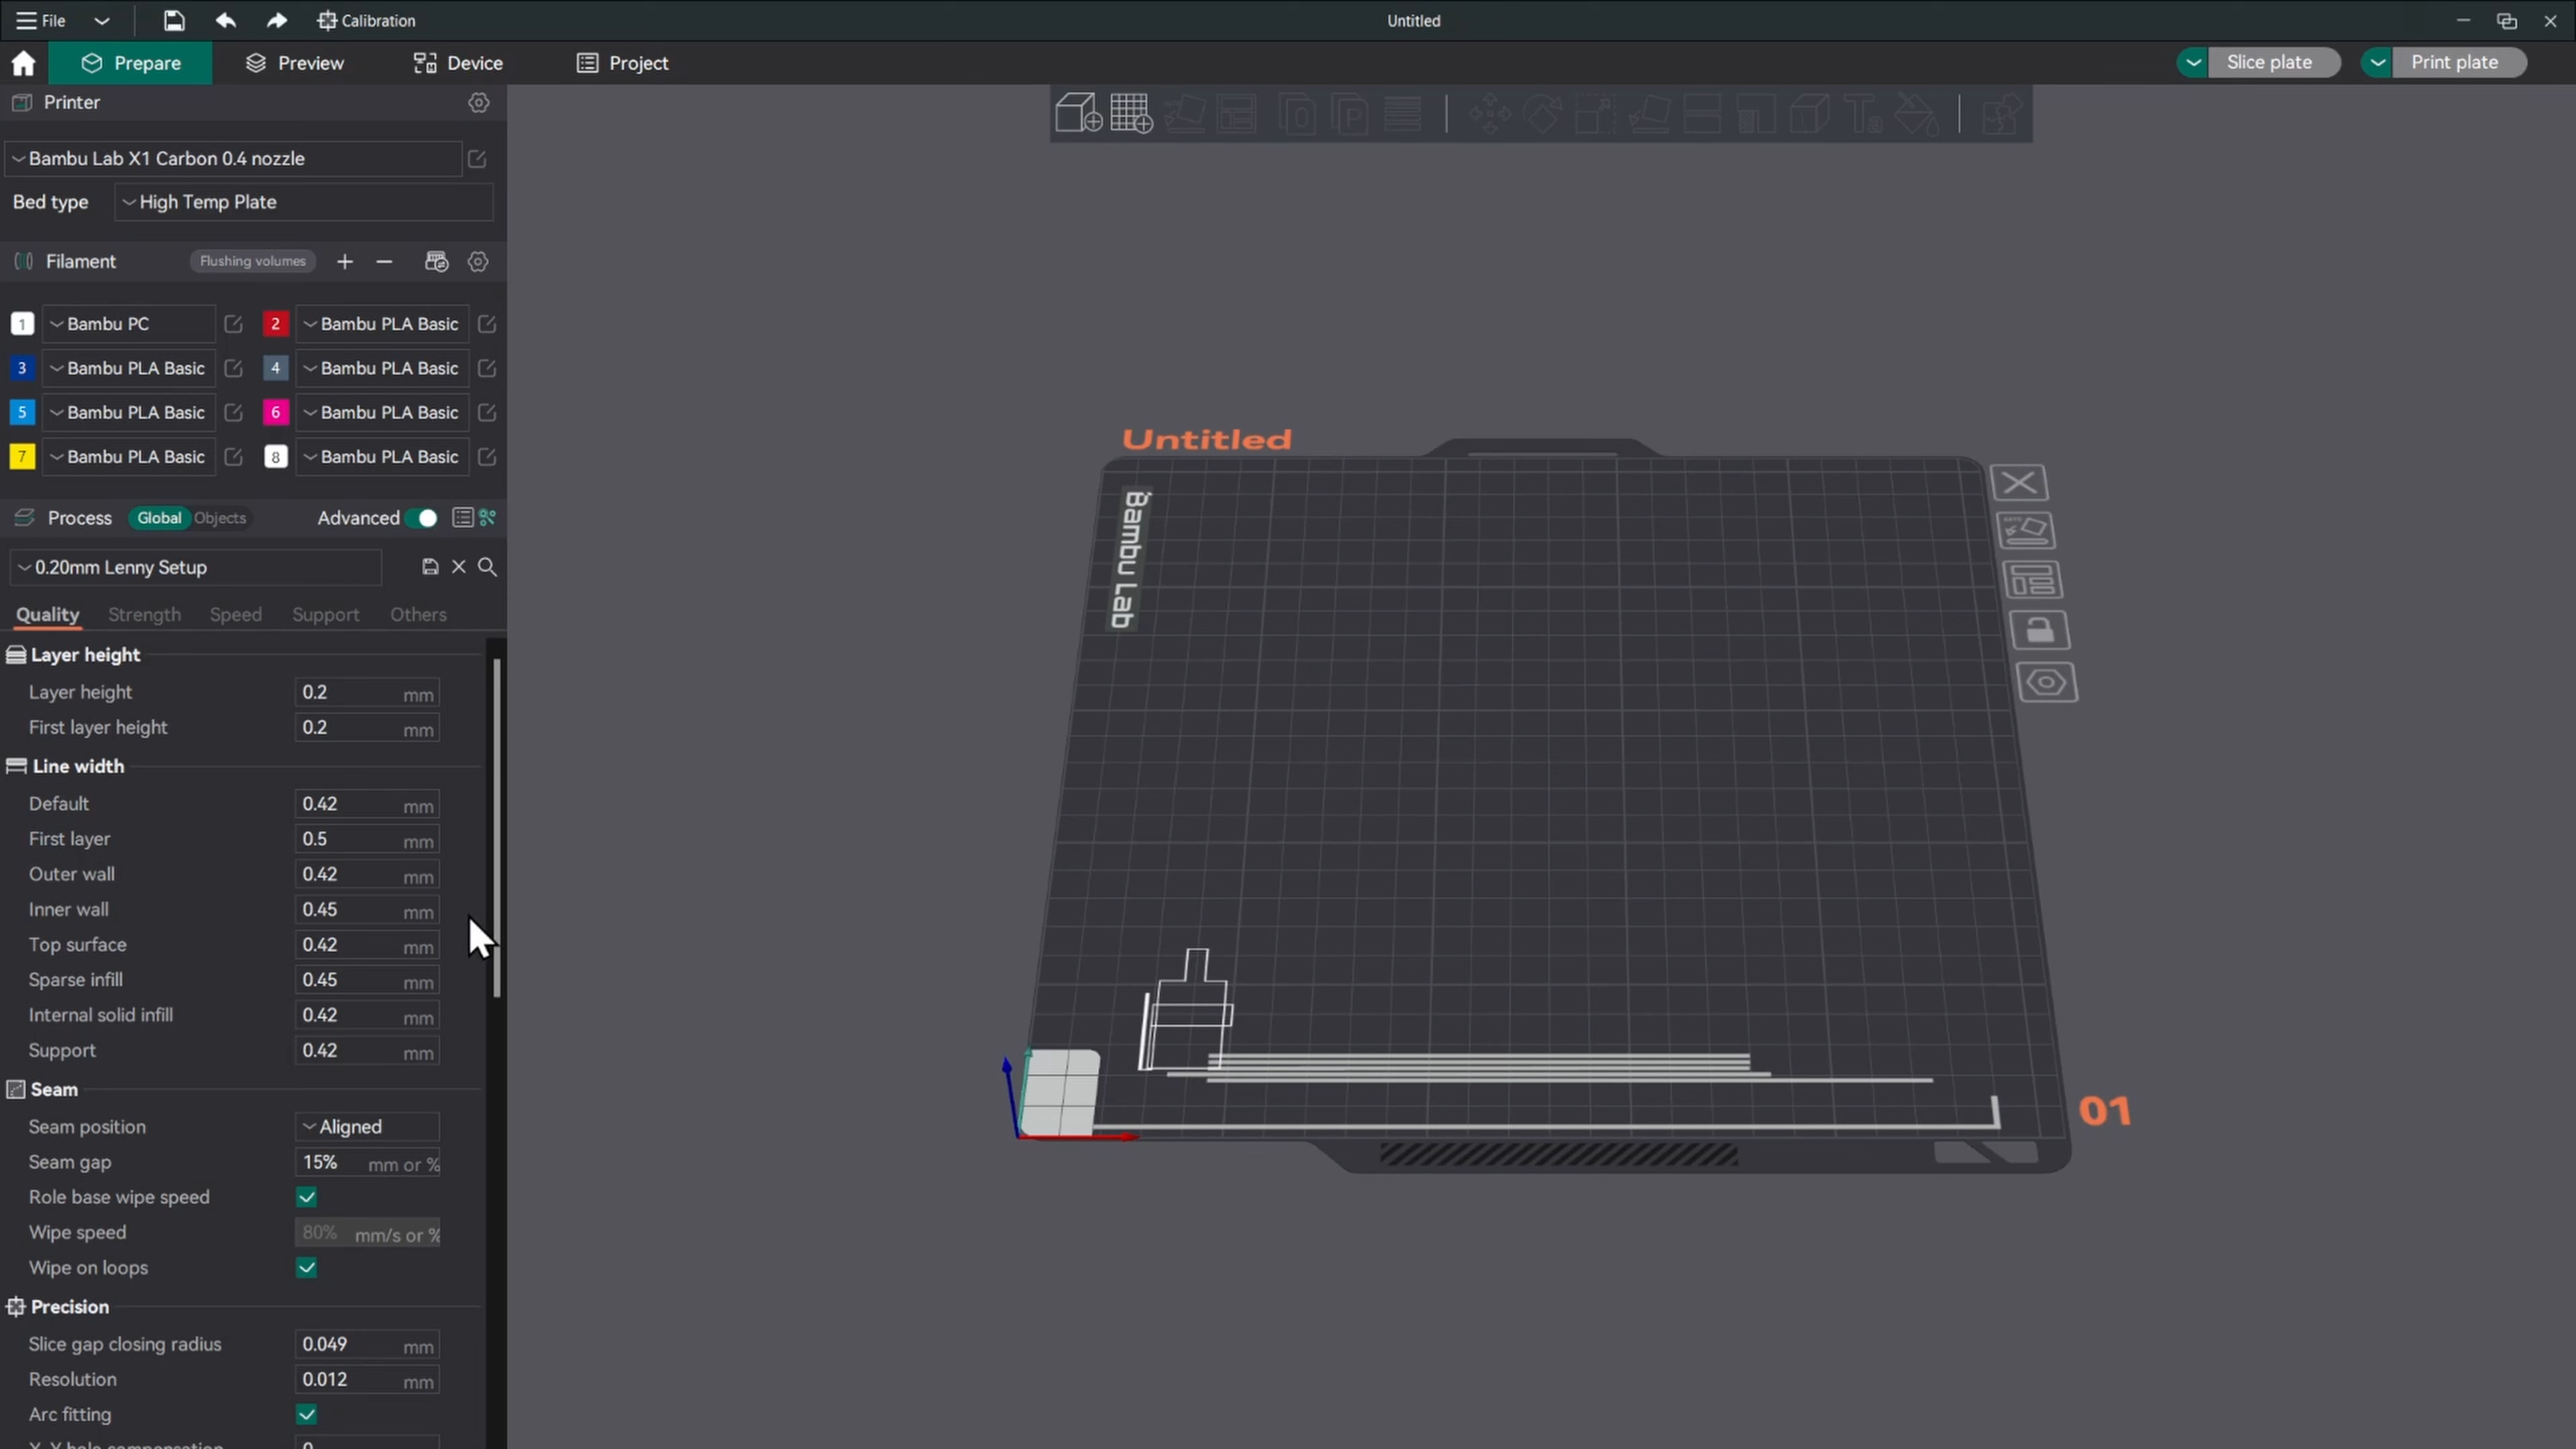 File
Calibration
Untitled
Prepare
Preview
Device
Project
Slice plate
Print plate
Printer
Bambu Lab X1 Carbon 0.4 nozzle
Bed type
High Temp Plate
Filament
Flushing volumes
1 Bambu PC
2 Bambu PLA Basic
3 Bambu PLA Basic
4 Bambu PLA Basic
5 Bambu PLA Basic
6 Bambu PLA Basic
7 Bambu PLA Basic
8 Bambu PLA Basic
Process Global Objects Advanced
0.20mm Lenny Setup
Quality Strength Speed Support Others
Layer height
Layer height 0.2 mm
First layer height 0.2 mm
Line width
Default 0.42 mm
First layer 0.5 mm
Outer wall 0.42 mm
Inner wall 0.45 mm
Top surface 0.42 mm
Sparse infill 0.45 mm
Internal solid infill 0.42 mm
Support 0.42 mm
Seam
Seam position Aligned
Seam gap 15% mm or %
Role base wipe speed
Wipe speed 80% mm/s or %
Wipe on loops
Precision
Slice gap closing radius 0.049 mm
Resolution 0.012 mm
Arc fitting
Untitled
Bambu Lab
01